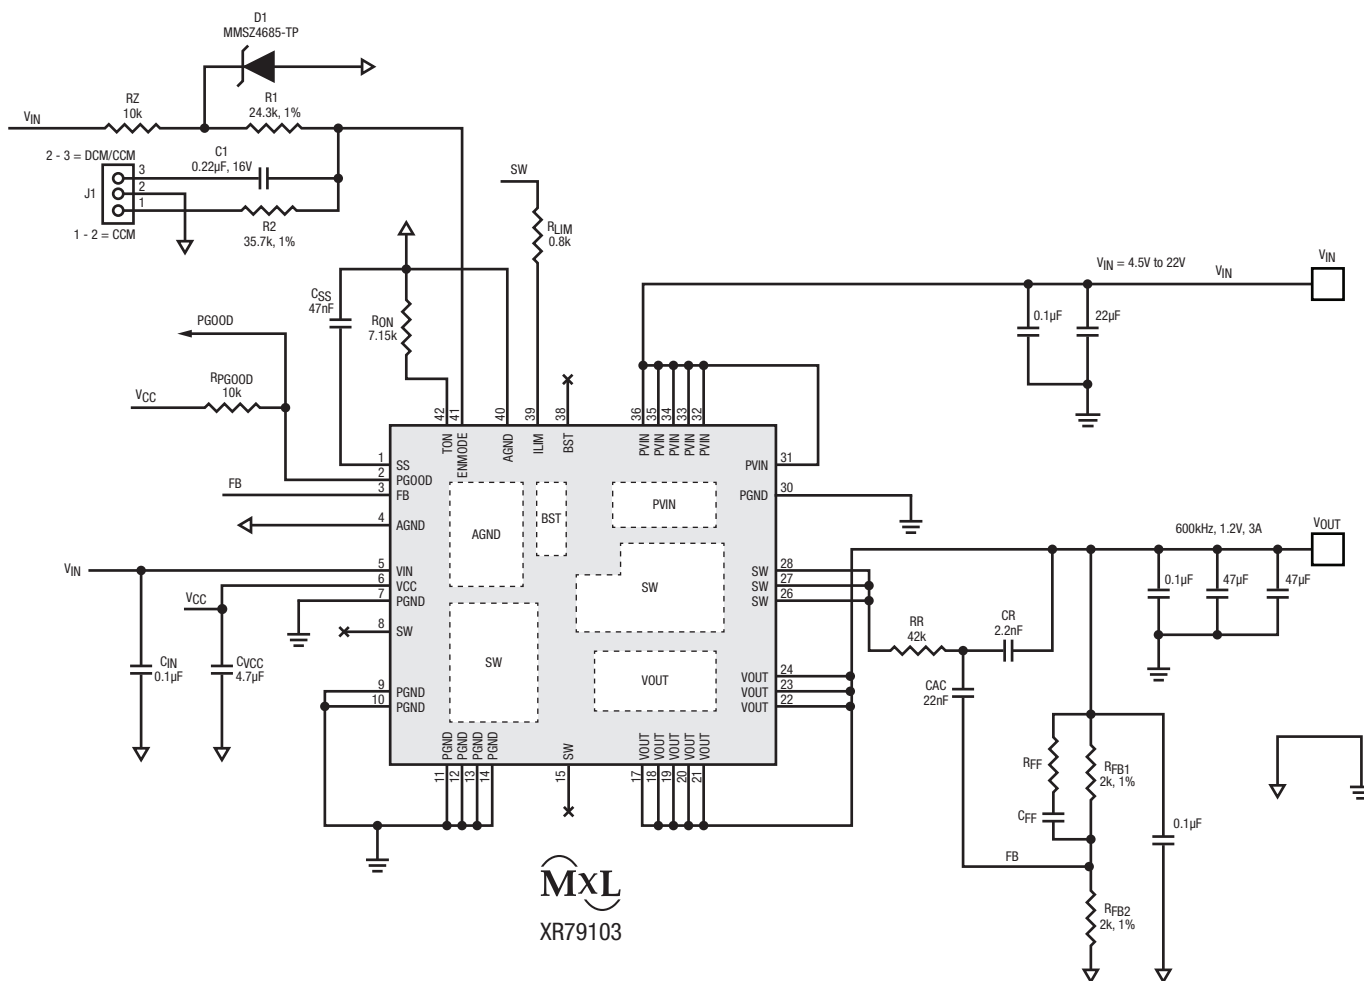 D1
MMSZ4685-TP
RZ
10k
R1
24.3k, 1%
VIN
C1
0.22µF, 16V
2 - 3 = DCM/CCM
3
2
J1
1
1 - 2 = CCM
R2
35.7k, 1%
SW
RLIM
0.8k
CSS
47nF
RON
7.15k
PGOOD
RPGOOD
10k
VCC
VIN = 4.5V to 22V
VIN
VIN
0.1µF
22µF
42
41
40
39
38
36
35
34
33
32
TON
ENMODE
AGND
ILIM
BST
PVIN
PVIN
PVIN
PVIN
PVIN
1
SS
2
PGOOD
FB
3
FB
4
AGND
VIN
5
VIN
6
VCC
VCC
7
PGND
8
SW
9
PGND
10
PGND
CIN
0.1µF
CVCC
4.7µF
AGND
BST
PVIN
SW
SW
VOUT
PVIN
31
PGND
30
SW
28
SW
27
SW
26
VOUT
24
VOUT
23
VOUT
22
PGND
PGND
PGND
PGND
SW
VOUT
VOUT
VOUT
VOUT
VOUT
11
12
13
14
15
17
18
19
20
21
600kHz, 1.2V, 3A
VOUT
0.1µF
47µF
47µF
RR
42k
CR
2.2nF
CAC
22nF
RFF
RFB1
2k, 1%
CFF
0.1µF
FB
RFB2
2k, 1%
MXL
XR79103